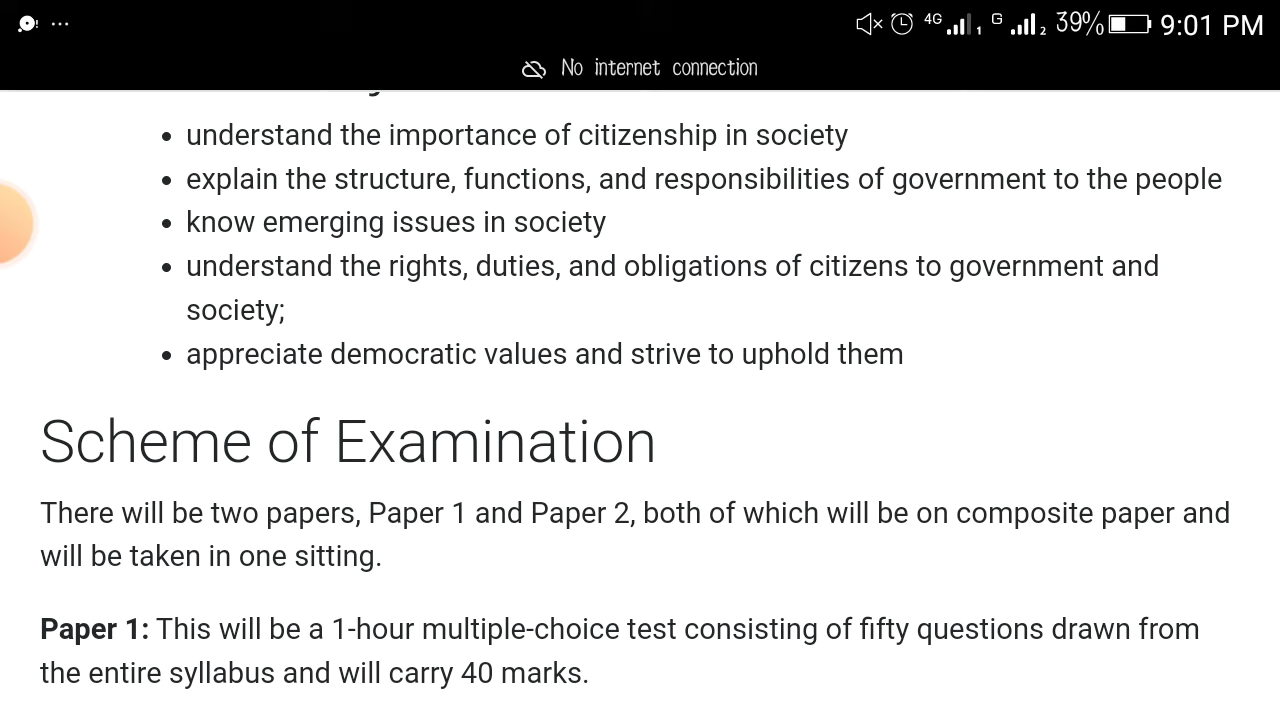 4G 1 G 2 39% 9:01 PM
No internet connection
• understand the importance of citizenship in society
• explain the structure, functions, and responsibilities of government to the people
• know emerging issues in society
• understand the rights, duties, and obligations of citizens to government and
society;
• appreciate democratic values and strive to uphold them
Scheme of Examination
There will be two papers, Paper 1 and Paper 2, both of which will be on composite paper and
will be taken in one sitting.
Paper 1: This will be a 1-hour multiple-choice test consisting of fifty questions drawn from
the entire syllabus and will carry 40 marks.